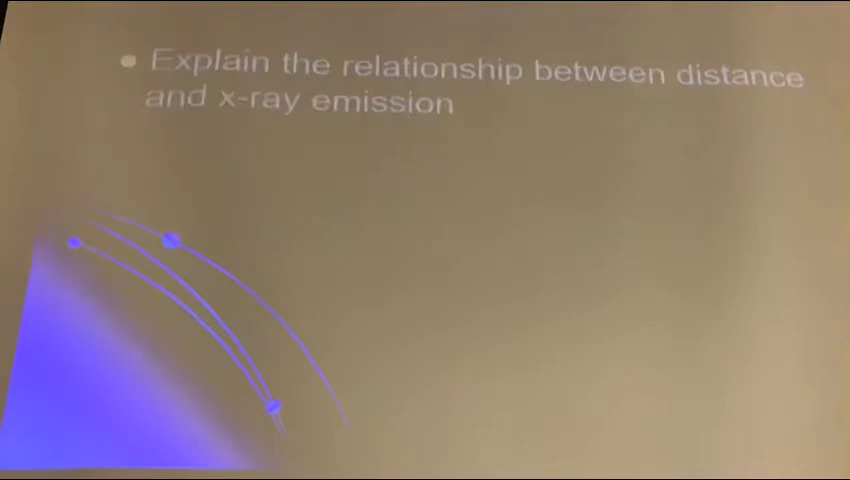 Explain the relationship between distance
and x-ray emission